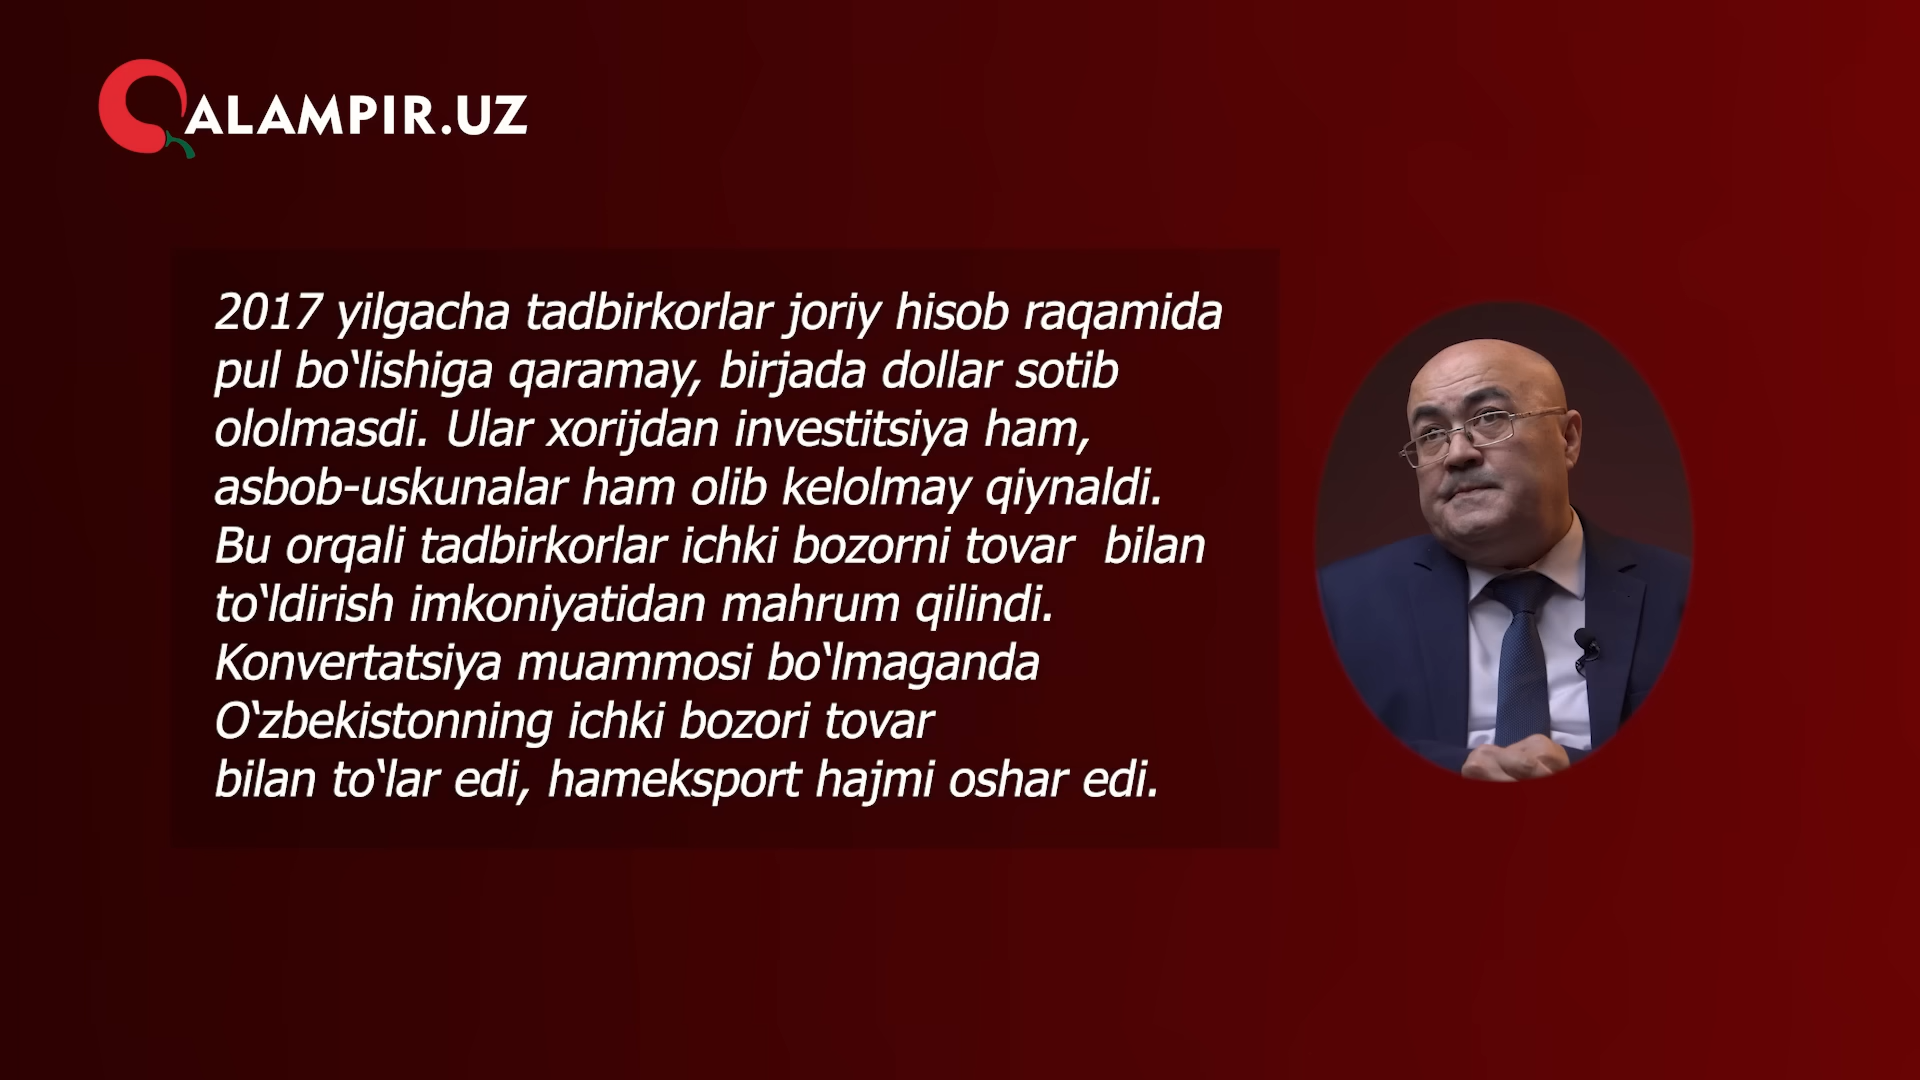 QALAMPIR.UZ
2017 yilgacha tadbirkorlar joriy hisob raqamida
pul bo‘lishiga qaramay, birjada dollar sotib
ololmasdi. Ular xorijdan investitsiya ham,
asbob-uskunalar ham olib kelolmay qiynaldi.
Bu orqali tadbirkorlar ichki bozorni tovar  bilan
to‘ldirish imkoniyatidan mahrum qilindi.
Konvertatsiya muammosi bo‘lmaganda
O‘zbekistonning ichki bozori tovar
bilan to‘lar edi, hameksport hajmi oshar edi.